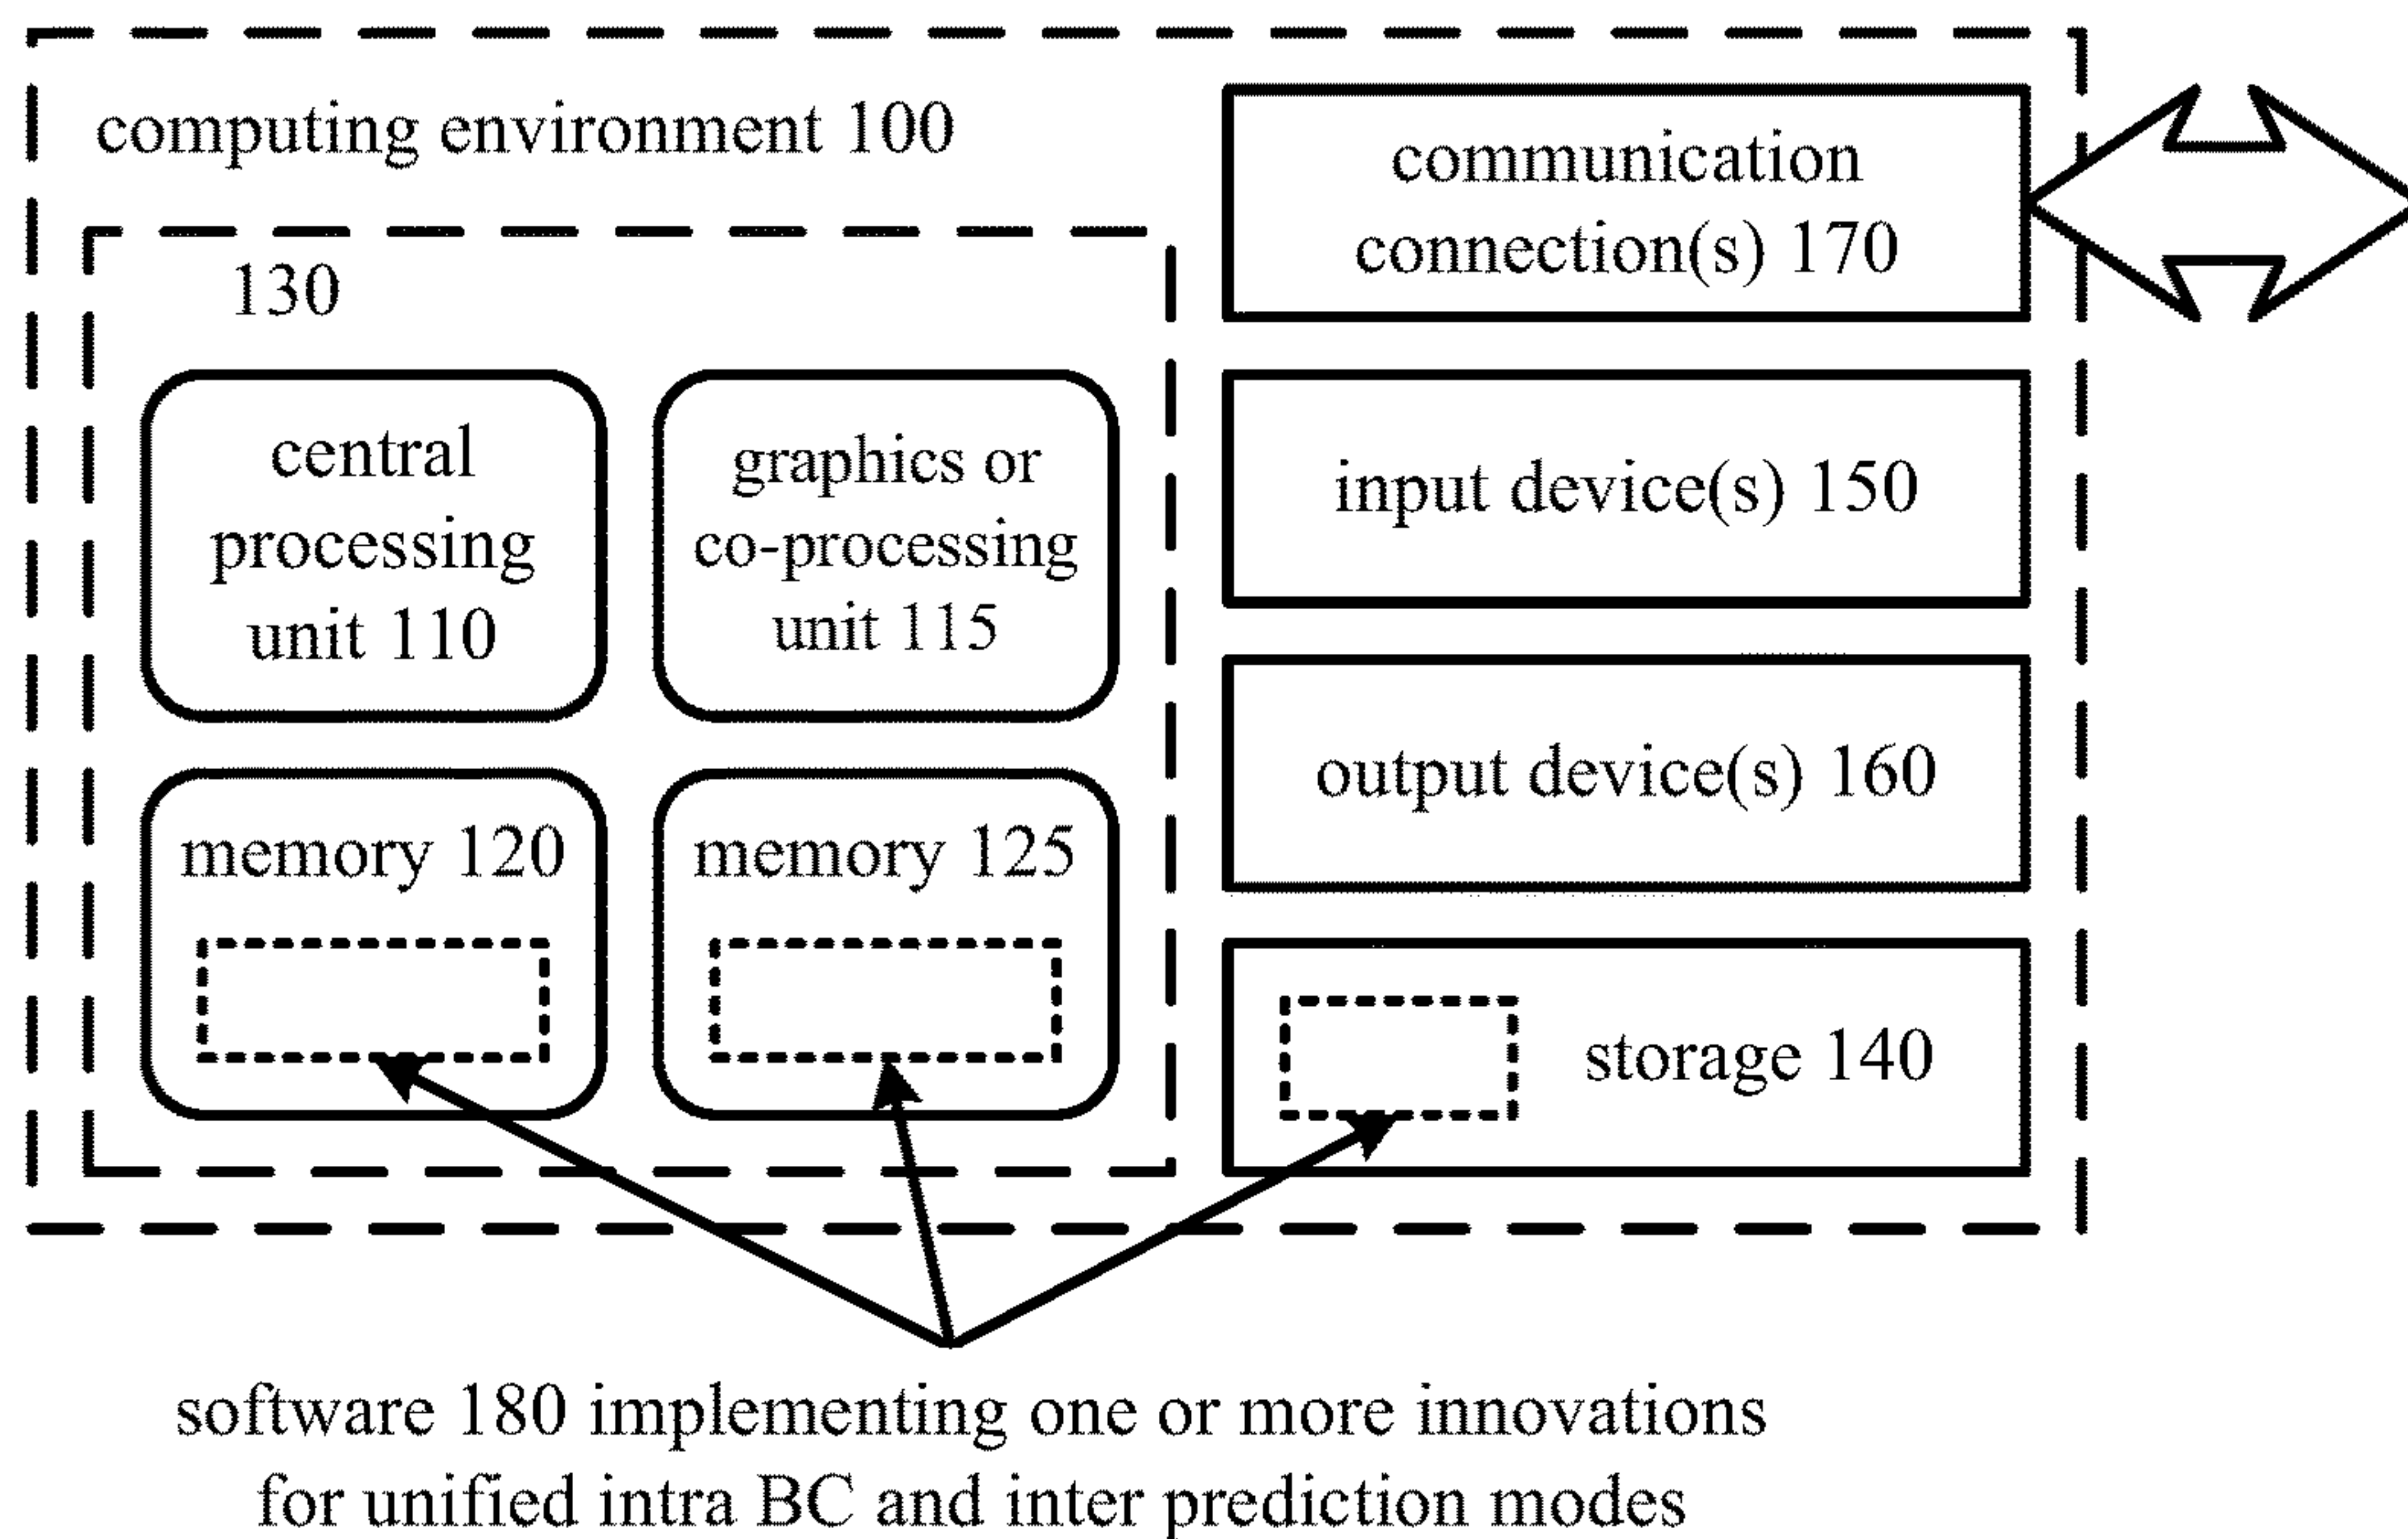 computing environment 100
130
central
processing
unit 110
graphics or
co-processing
unit 115
memory 120
memory 125
communication
connection(s) 170
input device(s) 150
output device(s) 160
storage 140
software 180 implementing one or more innovations
for unified intra BC and inter prediction modes